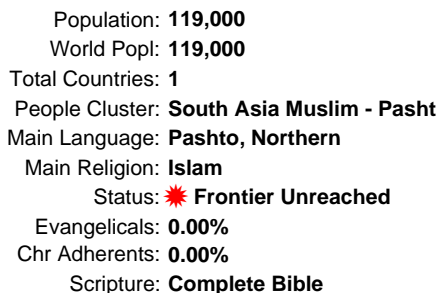 Population: 119,000
World Popl: 119,000
Total Countries: 1
People Cluster: South Asia Muslim - Pasht
Main Language: Pashto, Northern
Main Religion: Islam
Status: Frontier Unreached
Evangelicals: 0.00%
Chr Adherents: 0.00%
Scripture: Complete Bible